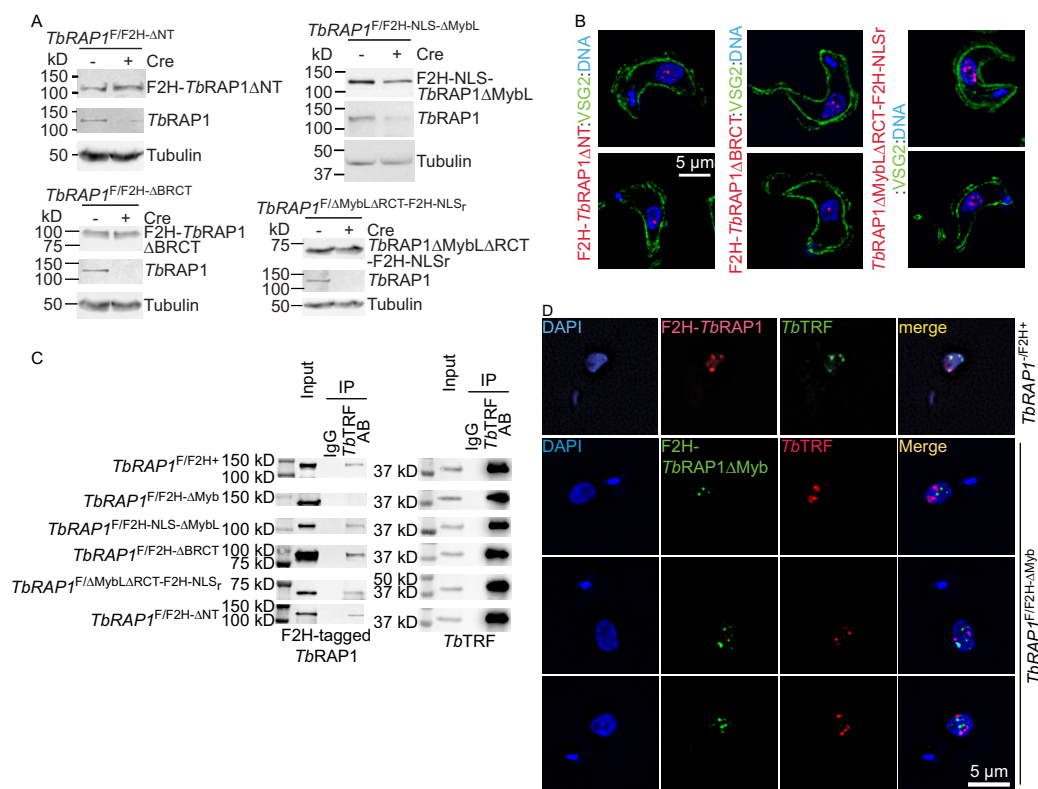 A
TbRAP1F/F2H-ΔNT
kD
- + Cre
150
100
F2H-TbRAP1ΔNT
150
100
TbRAP1
50
Tubulin
TbRAP1F/F2H-NLS-ΔMybL
kD
- + Cre
150
100
F2H-NLS-
TbRAP1ΔMybL
150
100
TbRAP1
50
37
Tubulin
TbRAP1F/F2H-ΔBRCT
kD
- + Cre
100
75
F2H-TbRAP1
ΔBRCT
150
100
TbRAP1
50
Tubulin
TbRAP1F/ΔMybLΔRCT-F2H-NLSr
kD
- + Cre
75
TbRAP1ΔMybLΔRCT
-F2H-NLSr
150
100
TbRAP1
50
Tubulin
B
F2H-TbRAP1ΔNT:VSG2:DNA
F2H-TbRAP1ΔBRCT:VSG2:DNA
TbRAP1ΔMybLΔRCT-F2H-NLSr
:VSG2:DNA
5 µm
C
Input
IP
IgG
TbTRF
AB
Input
IP
IgG
TbTRF
AB
TbRAP1F/F2H+ 150 kD
100 kD
37 kD
TbRAP1F/F2H-ΔMyb 150 kD
37 kD
TbRAP1F/F2H-NLS-ΔMybL 100 kD
37 kD
TbRAP1F/F2H-ΔBRCT 100 kD
75 kD
37 kD
TbRAP1F/ΔMybLΔRCT-F2H-NLSr 75 kD
50 kD
37 kD
TbRAP1F/F2H-ΔNT 150 kD
100 kD
37 kD
F2H-tagged
TbRAP1
TbTRF
D
DAPI F2H-TbRAP1 TbTRF merge
TbRAP1-/F2H+
DAPI F2H-
TbRAP1ΔMyb
TbTRF Merge
TbRAP1F/F2H-ΔMyb
5 µm